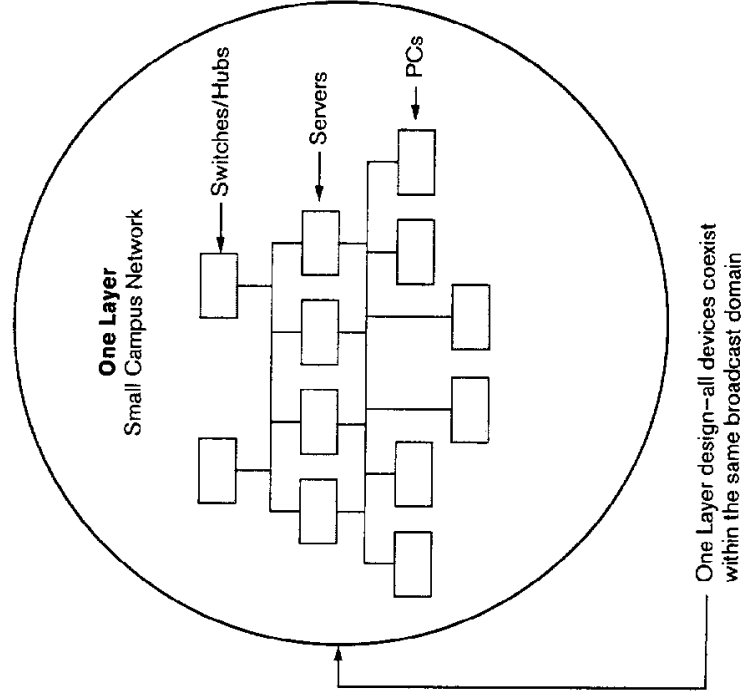 One Layer
Small Campus Network
Switches/Hubs
Servers
PCs
One Layer design–all devices coexist
within the same broadcast domain